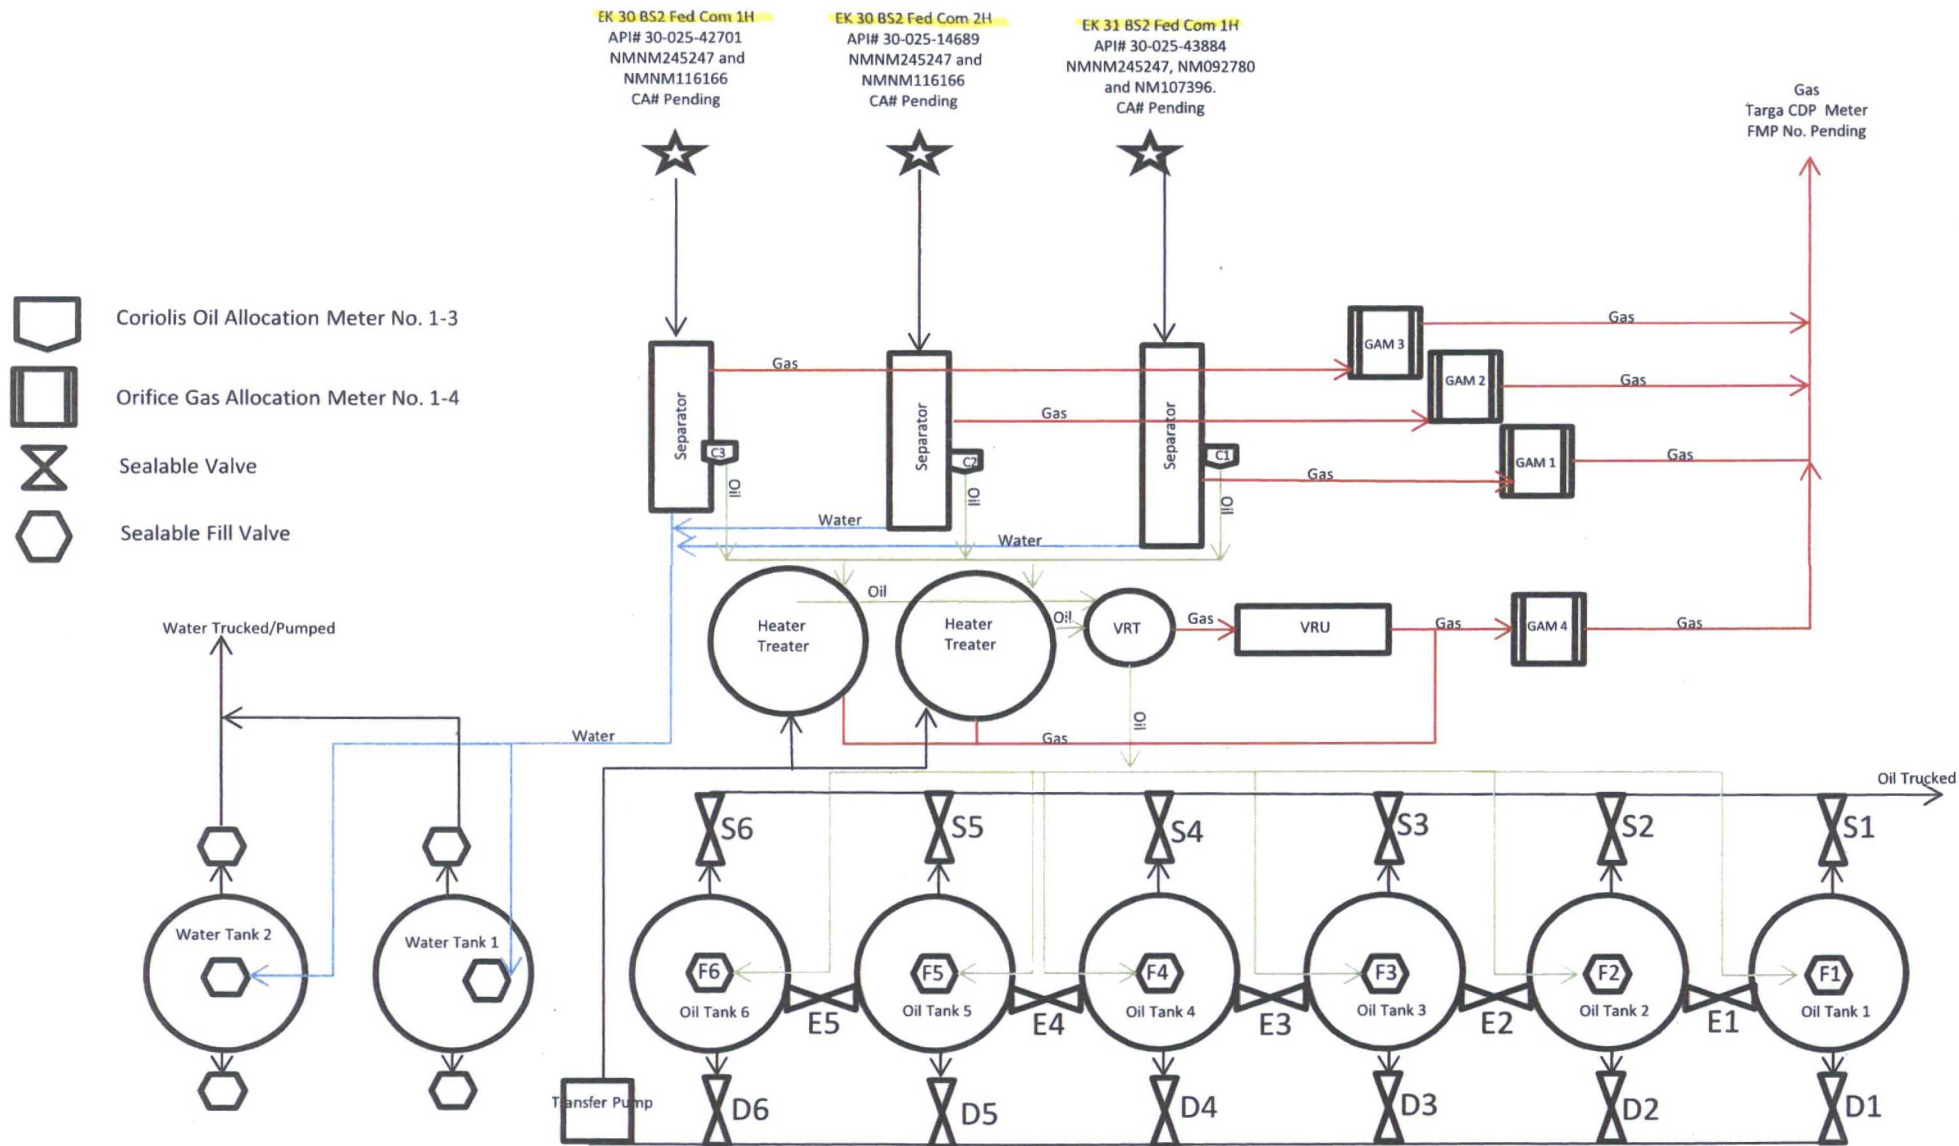 EK 30 BS2 Fed Com 1H
API# 30-025-42701
NMNM245247 and
NMNM116166
CA# Pending
EK 30 BS2 Fed Com 2H
API# 30-025-14689
NMNM245247 and
NMNM116166
CA# Pending
EK 31 BS2 Fed Com 1H
API# 30-025-43884
NMNM245247, NM092780
and NM107396.
CA# Pending
Gas
Targa CDP Meter
FMP No. Pending
Coriolis Oil Allocation Meter No. 1-3
Orifice Gas Allocation Meter No. 1-4
Sealable Valve
Sealable Fill Valve
Separator
Separator
Separator
C3
C2
C1
Gas
Gas
Gas
GAM 3
GAM 2
GAM 1
Gas
Gas
Gas
Oil
Oil
Oil
Water
Water
Heater
Treater
Oil
Heater
Treater
Oil
VRT
Gas
VRU
Gas
GAM 4
Gas
Water Trucked/Pumped
Water
Gas
Oil
Oil Trucked
S6
S5
S4
S3
S2
S1
Water Tank 2
Water Tank 1
F6
F5
F4
F3
F2
F1
Oil Tank 6
Oil Tank 5
Oil Tank 4
Oil Tank 3
Oil Tank 2
Oil Tank 1
E5
E4
E3
E2
E1
Transfer Pump
D6
D5
D4
D3
D2
D1